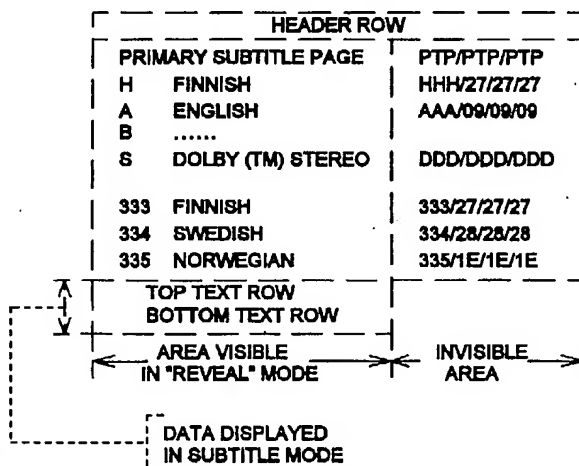 HEADER ROW
PRIMARY SUBTITLE PAGE PTP/PTP/PTP
H FINNISH HHH/27/27/27
A ENGLISH AAA/09/09/09
B ......
S DOLBY (TM) STEREO DDD/DDD/DDD
333 FINNISH 333/27/27/27
334 SWEDISH 334/28/28/28
335 NORWEGIAN 335/1E/1E/1E
TOP TEXT ROW
BOTTOM TEXT ROW
AREA VISIBLE INVISIBLE
IN "REVEAL" MODE AREA
DATA DISPLAYED
IN SUBTITLE MODE